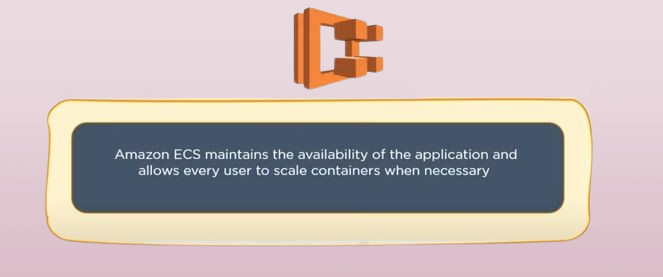 Amazon ECS maintains the availability of the application and
allows every user to scale containers when necessary